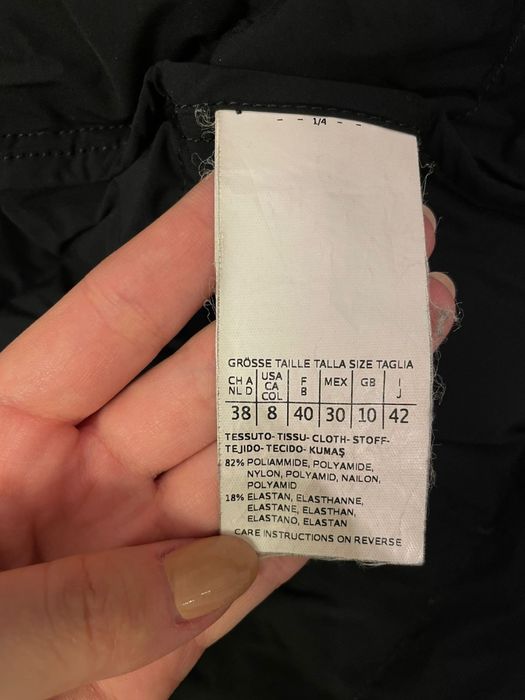 - - 1/4 - -
GRÖSSE TAILLE TALLA SIZE TAGLIA
CH A NL D USA CA COL F B MEX GB I J
38 8 40 30 10 42
TESSUTO-TISSU-CLOTH-STOFF-
TEJIDO-TECIDO-KUMAŞ
82% POLIAMMIDE, POLYAMIDE,
NYLON, POLYAMID, NAILON,
POLYAMID
18% ELASTAN, ELASTHANNE,
ELASTANE, ELASTHAN,
ELASTANO, ELASTAN
CARE INSTRUCTIONS ON REVERSE